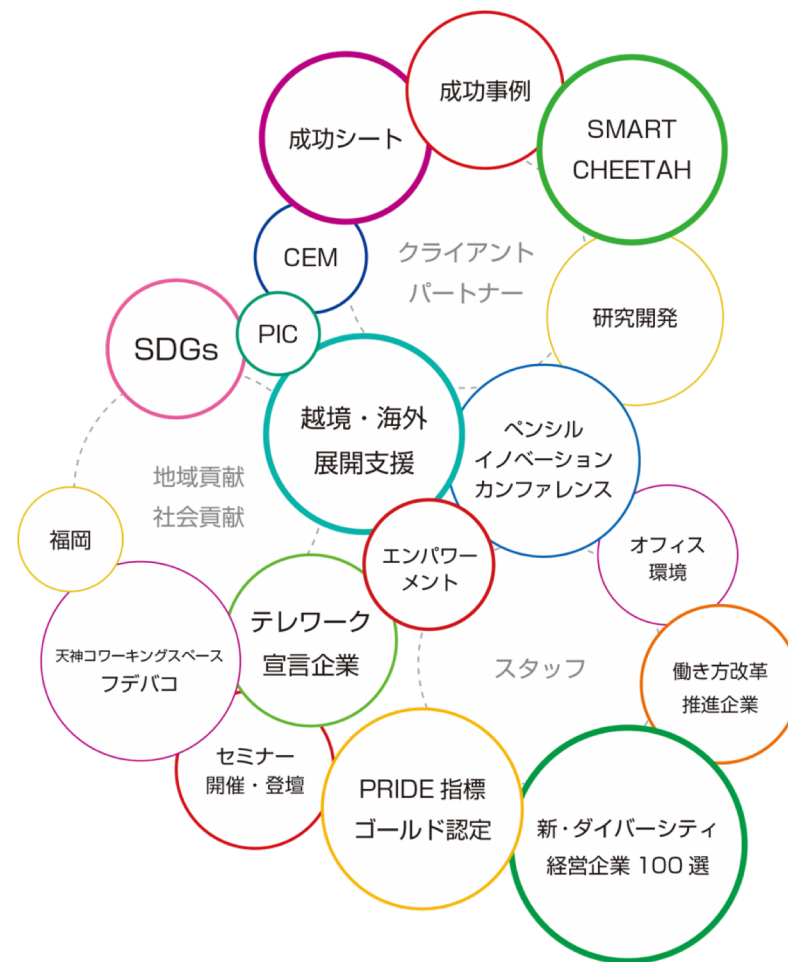 成功事例
成功シート
SMART
CHEETAH
CEM
クライアント
パートナー
研究開発
PIC
SDGs
越境・海外
展開支援
ペンシル
イノベーション
カンファレンス
地域貢献
社会貢献
福岡
エンパワー
メント
オフィス
環境
テレワーク
宣言企業
天神コワーキングスペース
フデバコ
スタッフ
働き方改革
推進企業
セミナー
開催・登壇
PRIDE 指標
ゴールド認定
新・ダイバーシティ
経営企業 100 選